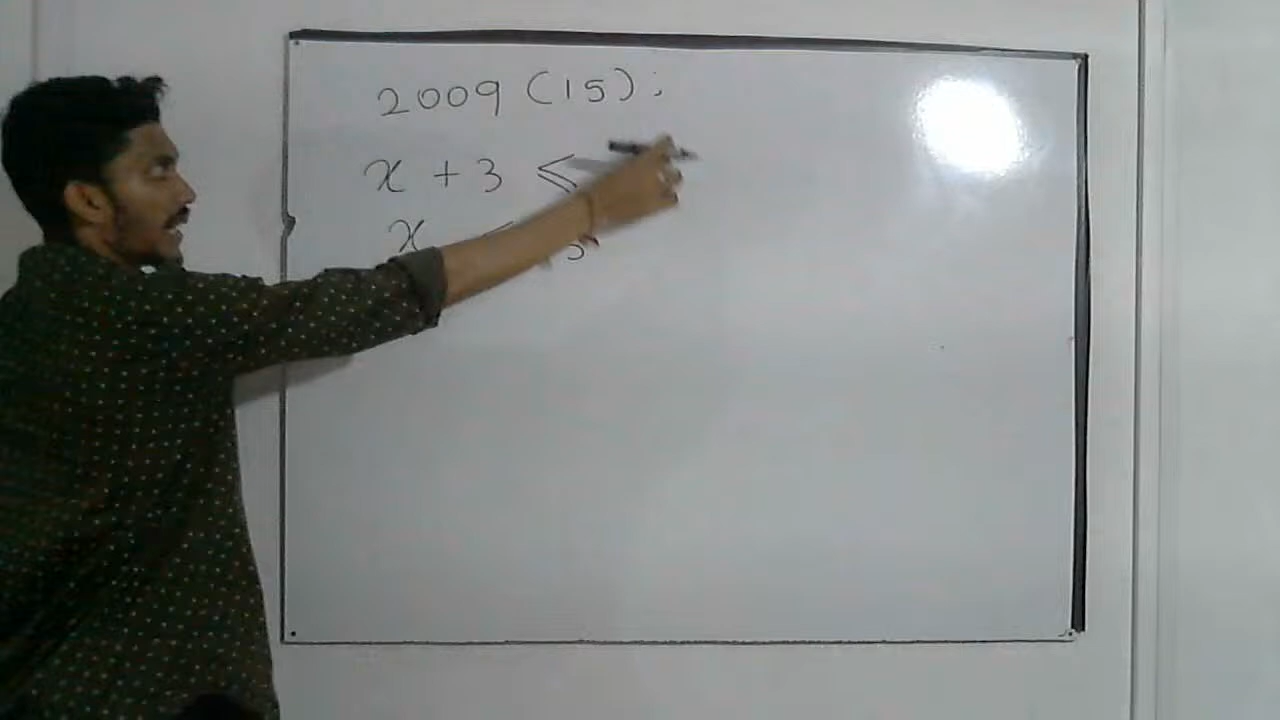 2009 (15):
x + 3 ≤
x